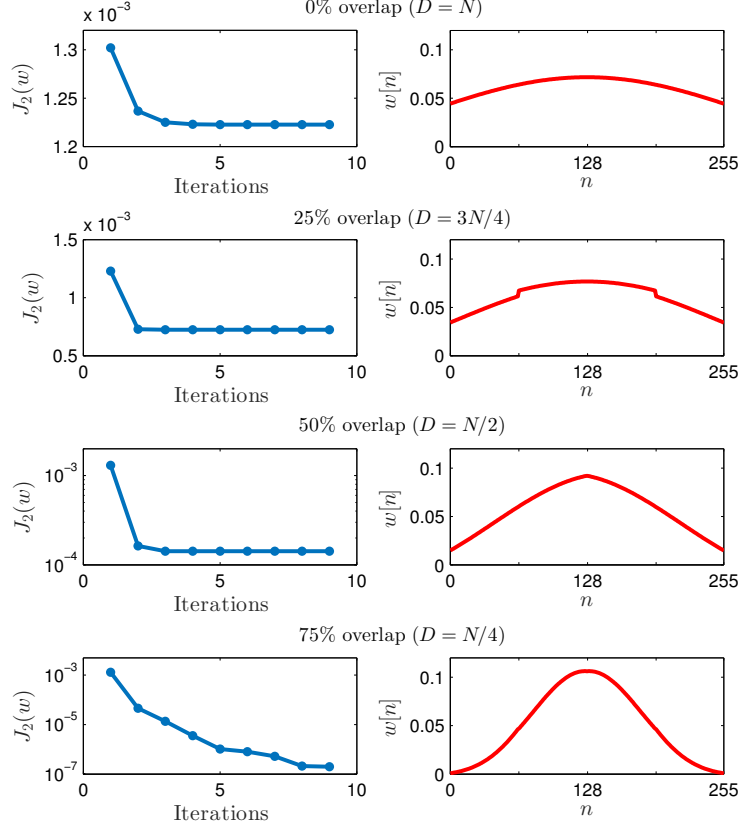 0% overlap (D = N)
x 10⁻³
J₂(w)
1.3
1.25
1.2
0 5 10
Iterations
w[n]
0.1
0.05
0
0 128 255
n
25% overlap (D = 3N/4)
x 10⁻³
J₂(w)
1.5
1
0.5
0 5 10
Iterations
w[n]
0.1
0.05
0
0 128 255
n
50% overlap (D = N/2)
J₂(w)
10⁻³
10⁻⁴
0 5 10
Iterations
w[n]
0.1
0.05
0
0 128 255
n
75% overlap (D = N/4)
J₂(w)
10⁻³
10⁻⁵
10⁻⁷
0 5 10
Iterations
w[n]
0.1
0.05
0
0 128 255
n